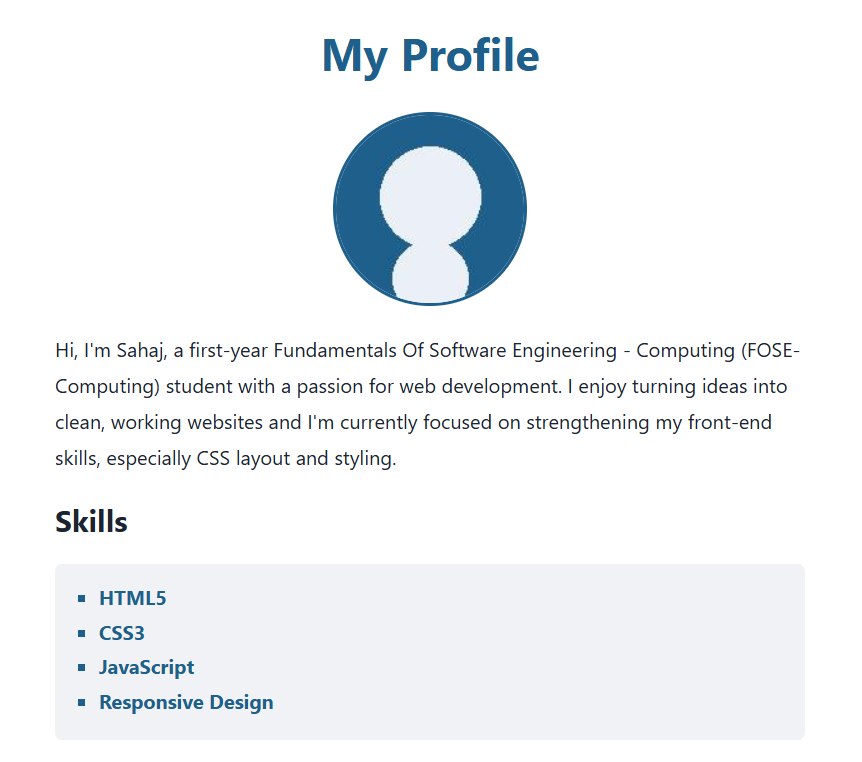 My Profile
Hi, I'm Sahaj, a first-year Fundamentals Of Software Engineering - Computing (FOSE-
Computing) student with a passion for web development. I enjoy turning ideas into
clean, working websites and I'm currently focused on strengthening my front-end
skills, especially CSS layout and styling.
Skills
HTML5
CSS3
JavaScript
Responsive Design